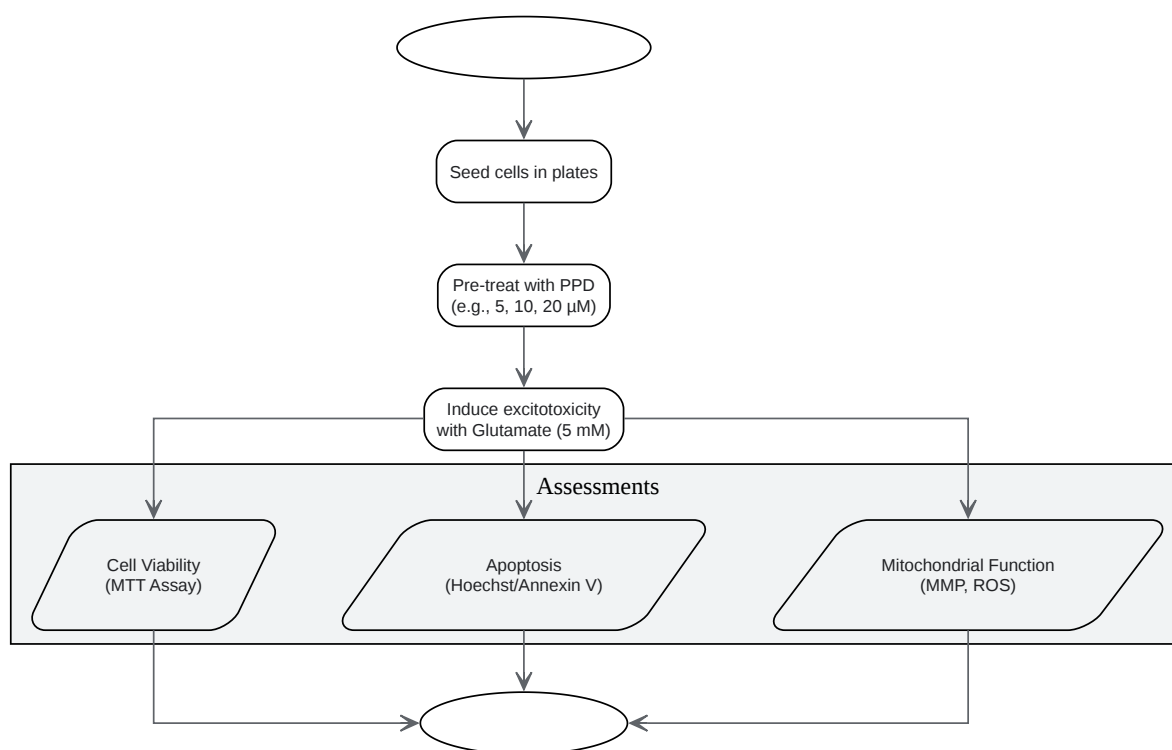 Seed cells in plates
Pre-treat with PPD
(e.g., 5, 10, 20 µM)
Induce excitotoxicity
with Glutamate (5 mM)
Assessments
Cell Viability
(MTT Assay)
Apoptosis
(Hoechst/Annexin V)
Mitochondrial Function
(MMP, ROS)